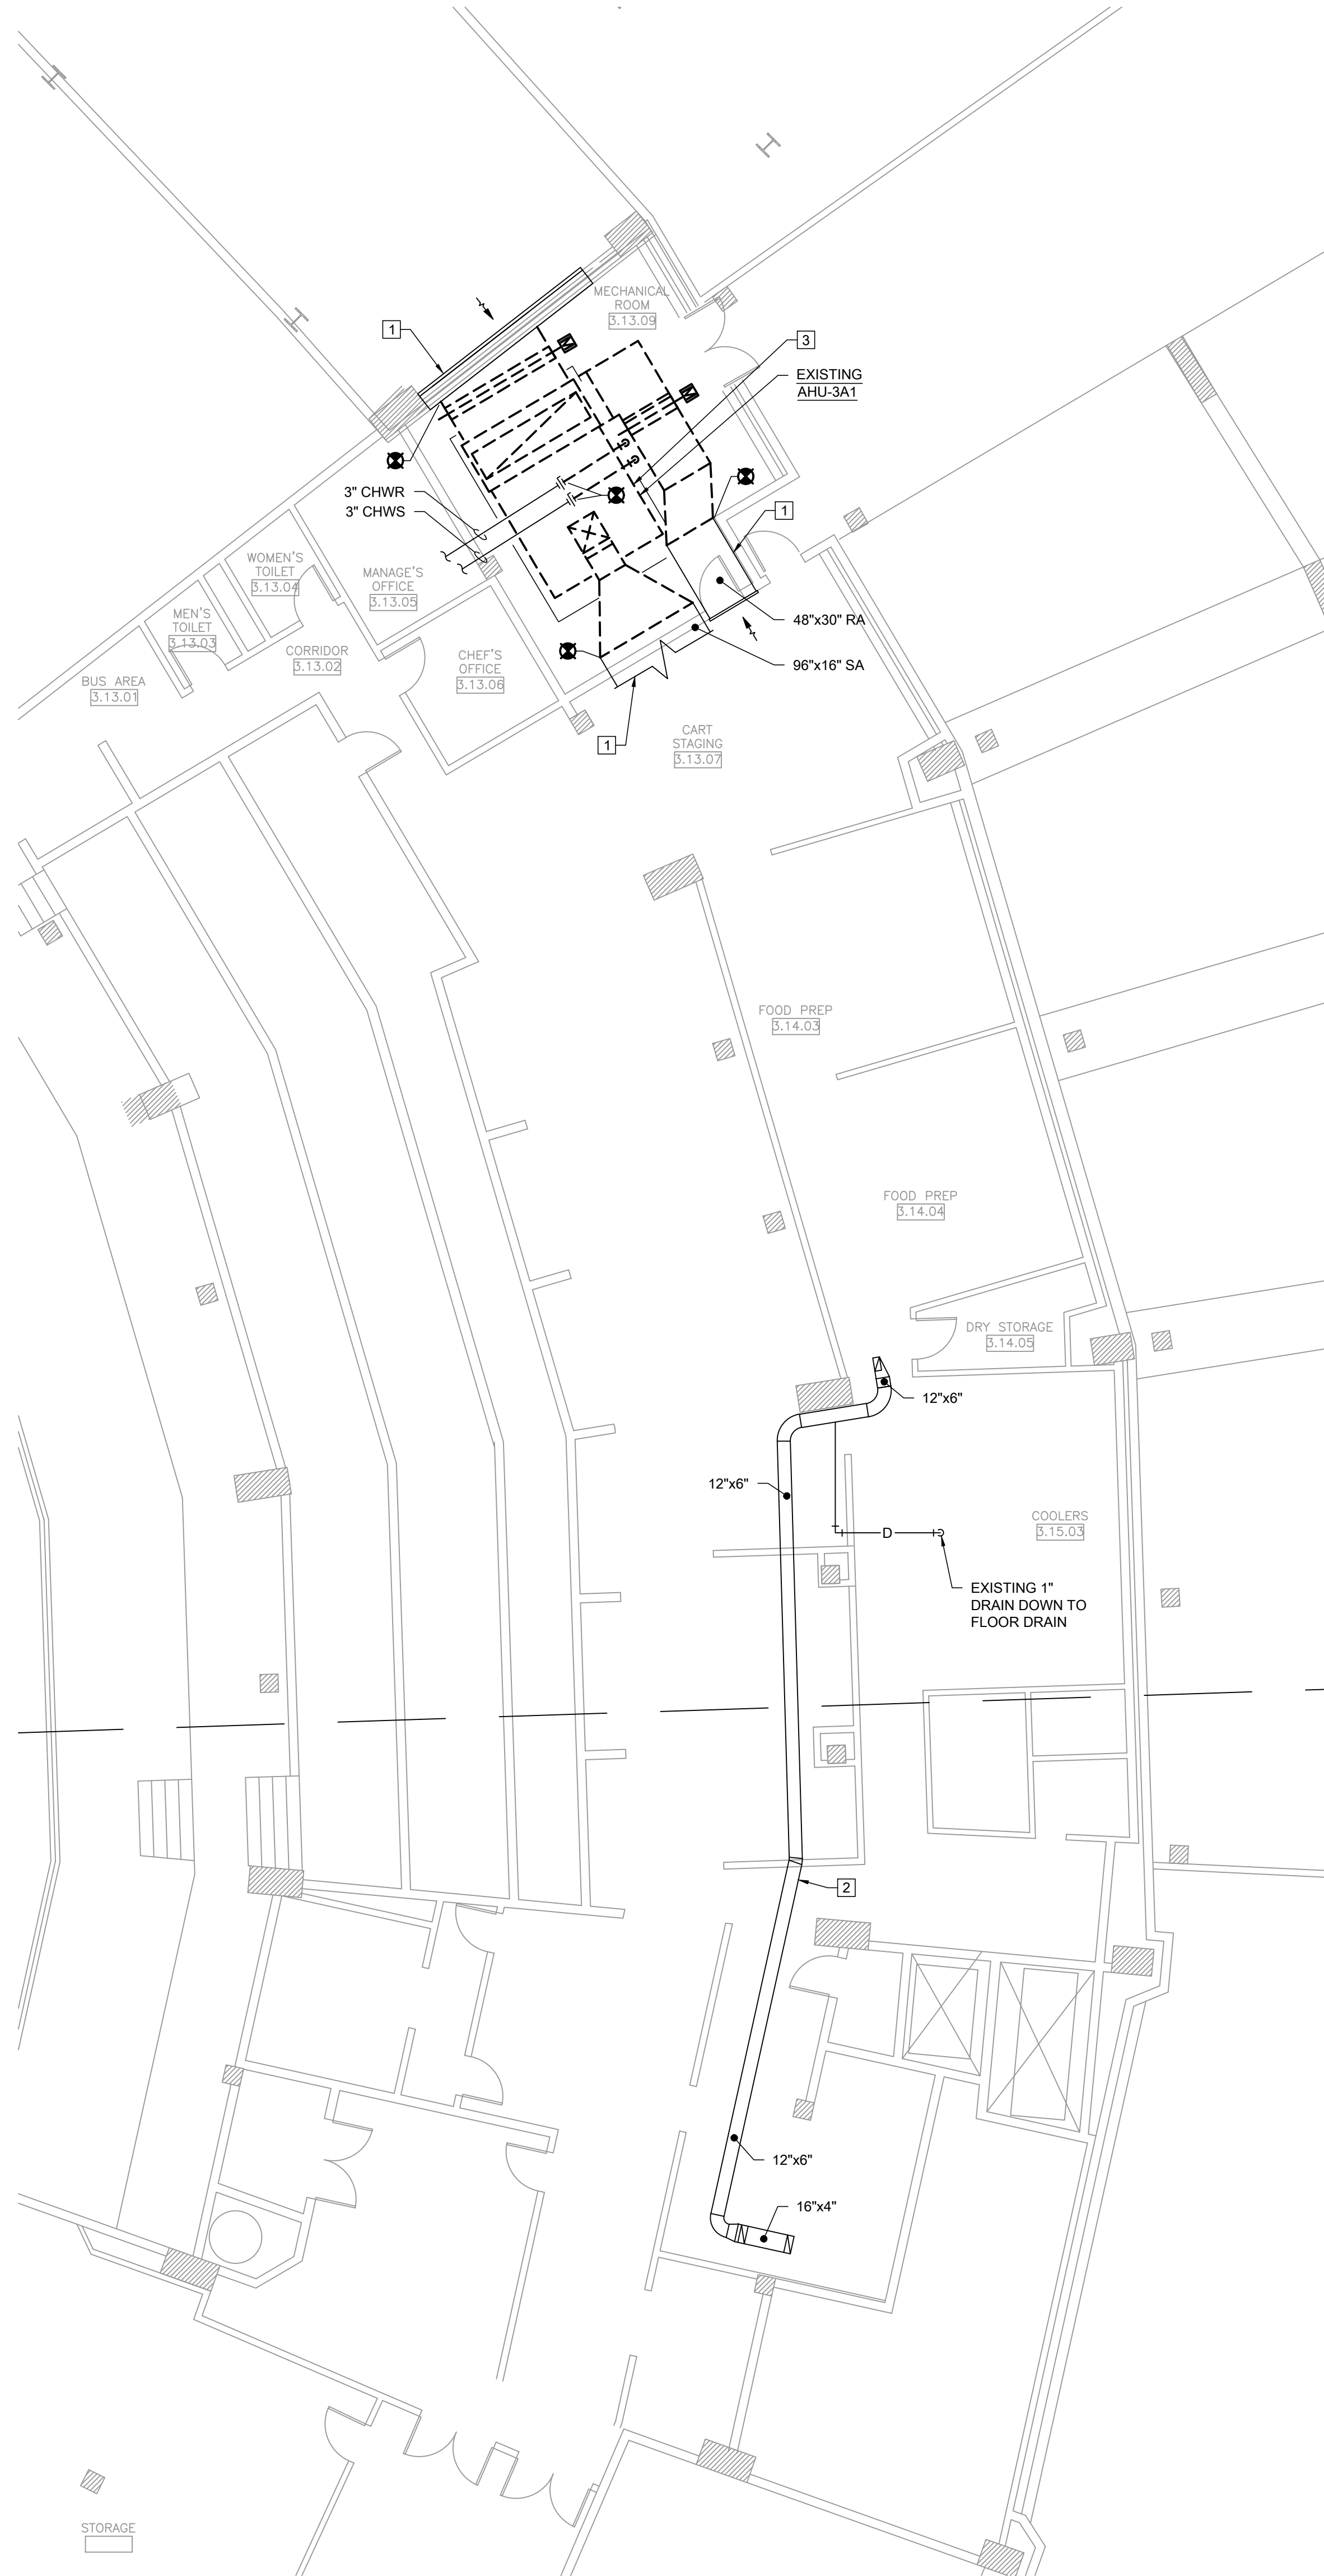 MECHANICAL
ROOM
3.13.09
1
3
EXISTING
AHU-3A1
M
M
3" CHWR
3" CHWS
1
WOMEN'S
TOILET
3.13.04
MANAGE'S
OFFICE
3.13.05
MEN'S
TOILET
3.13.03
48"x30" RA
CORRIDOR
3.13.02
CHEF'S
OFFICE
3.13.06
96"x16" SA
BUS AREA
3.13.01
CART
STAGING
3.13.07
1
FOOD PREP
3.14.03
FOOD PREP
3.14.04
DRY STORAGE
3.14.05
12"x6"
12"x6"
COOLERS
3.15.03
D
EXISTING 1"
DRAIN DOWN TO
FLOOR DRAIN
2
12"x6"
16"x4"
STORAGE